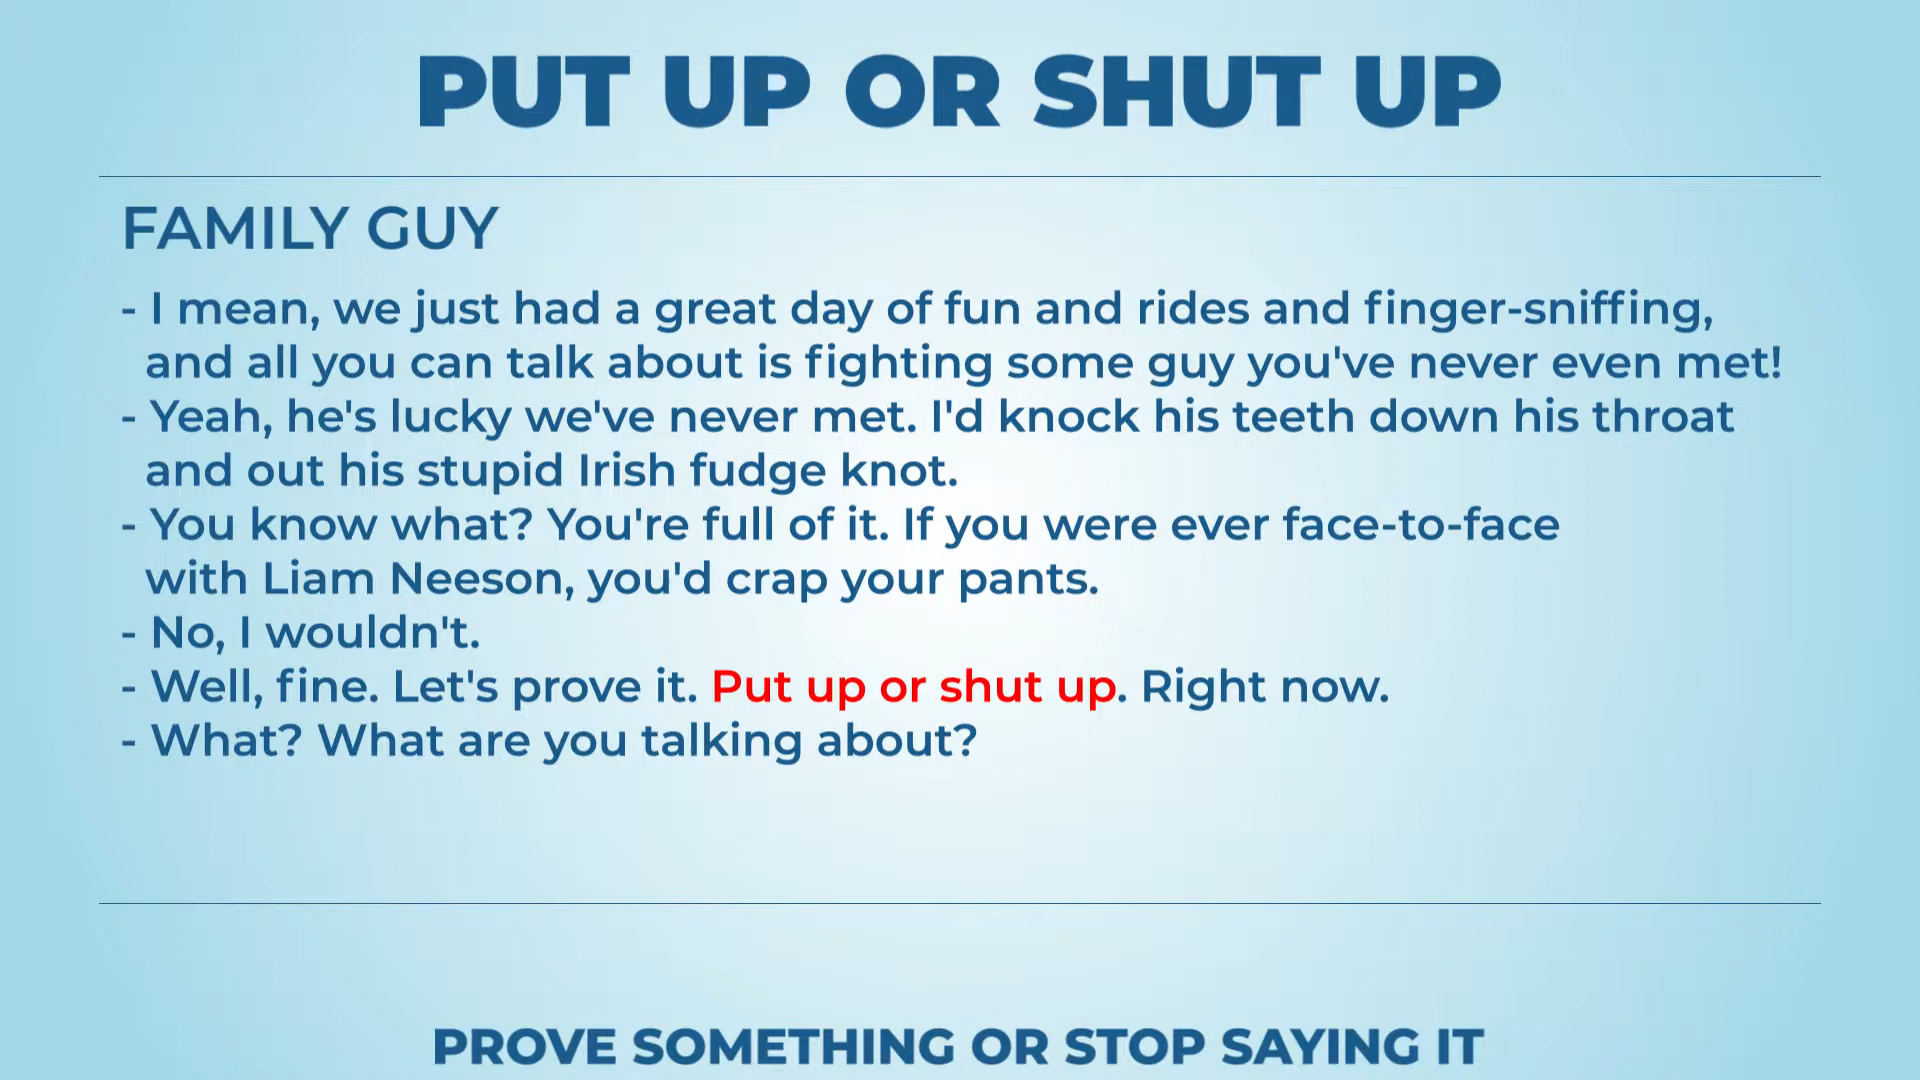 PUT UP OR SHUT UP
FAMILY GUY
- I mean, we just had a great day of fun and rides and finger-sniffing,
and all you can talk about is fighting some guy you've never even met!
- Yeah, he's lucky we've never met. I'd knock his teeth down his throat
and out his stupid Irish fudge knot.
- You know what? You're full of it. If you were ever face-to-face
with Liam Neeson, you'd crap your pants.
- No, I wouldn't.
- Well, fine. Let's prove it. Put up or shut up. Right now.
- What? What are you talking about?
PROVE SOMETHING OR STOP SAYING IT